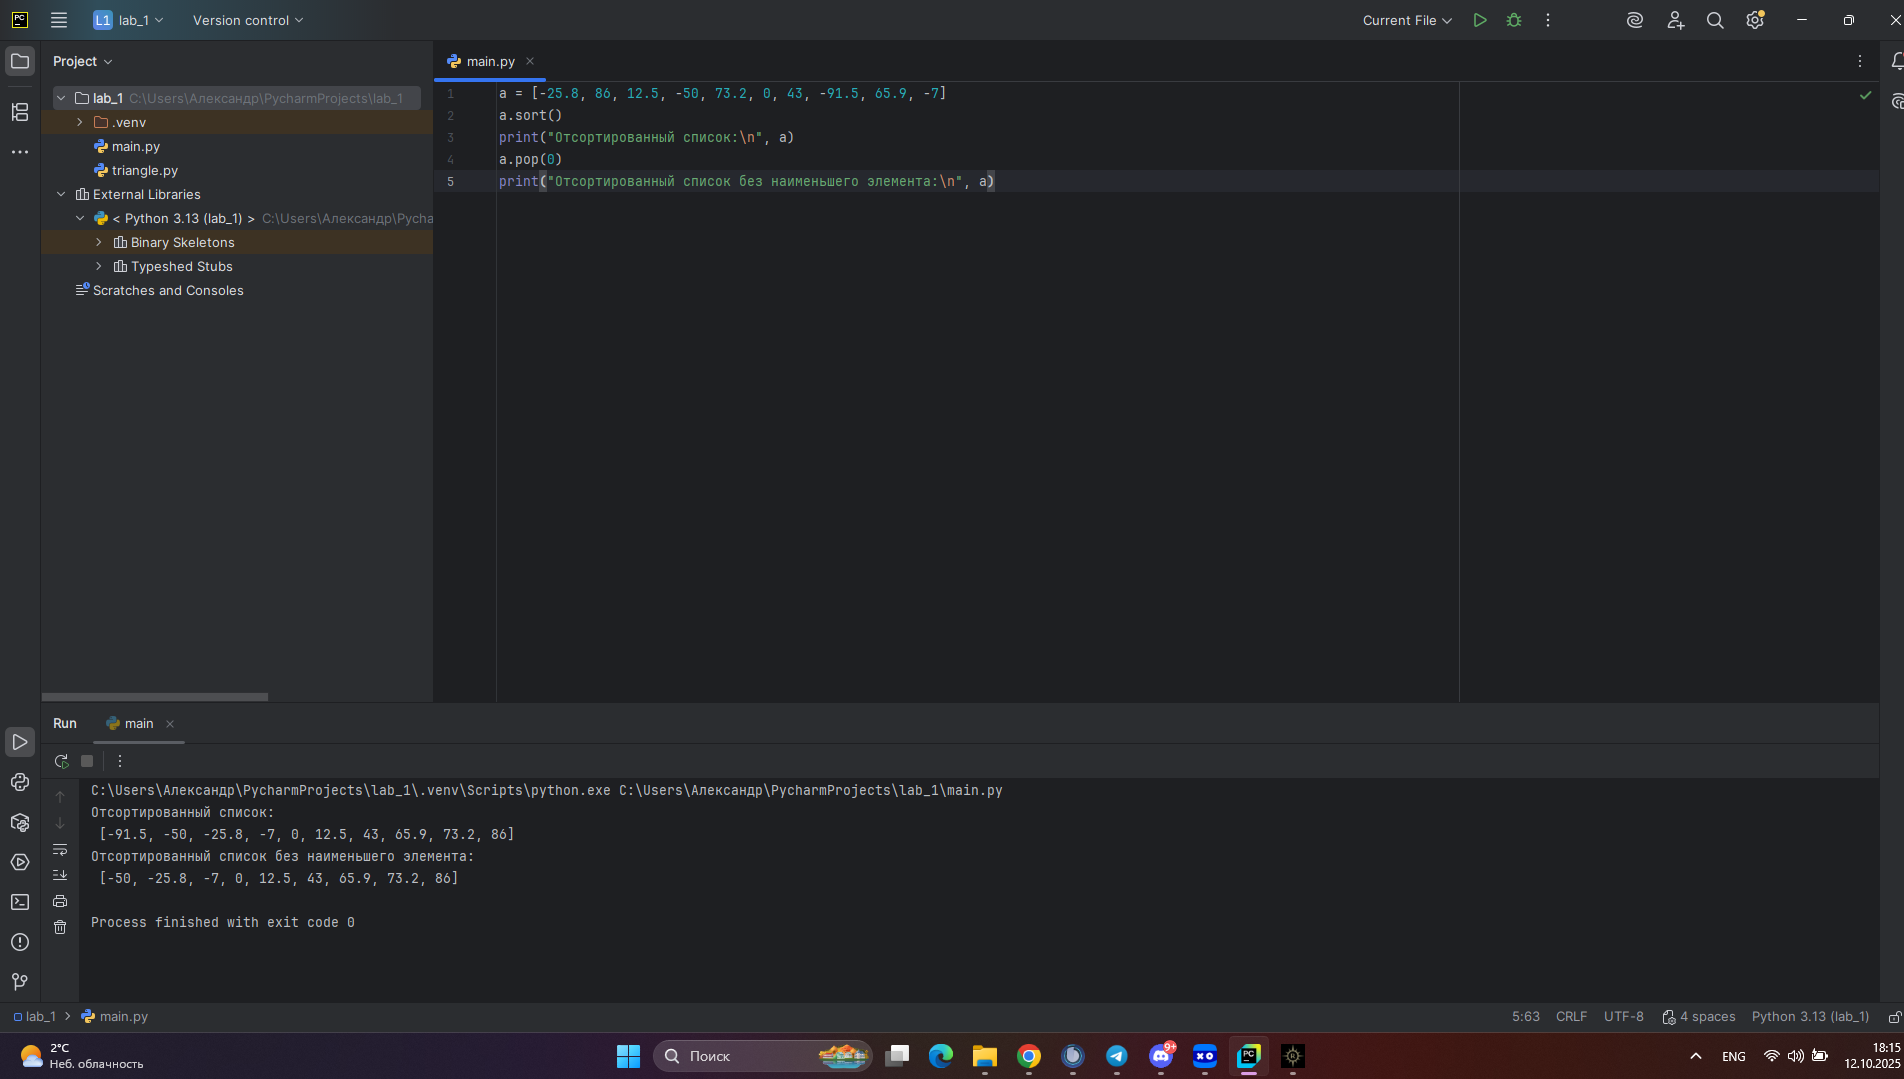 PC L1 lab_1 Version control Current File
Project
main.py
lab_1 C:\Users\Александр\PycharmProjects\lab_1
.venv
main.py
triangle.py
External Libraries
< Python 3.13 (lab_1) > C:\Users\Александр\Pycha
Binary Skeletons
Typeshed Stubs
Scratches and Consoles
1 a = [-25.8, 86, 12.5, -50, 73.2, 0, 43, -91.5, 65.9, -7]
2 a.sort()
3 print("Отсортированный список:\n", a)
4 a.pop(0)
5 print("Отсортированный список без наименьшего элемента:\n", a)
Run main
C:\Users\Александр\PycharmProjects\lab_1\.venv\Scripts\python.exe C:\Users\Александр\PycharmProjects\lab_1\main.py
Отсортированный список:
[-91.5, -50, -25.8, -7, 0, 12.5, 43, 65.9, 73.2, 86]
Отсортированный список без наименьшего элемента:
[-50, -25.8, -7, 0, 12.5, 43, 65.9, 73.2, 86]
Process finished with exit code 0
lab_1 > main.py 5:63 CRLF UTF-8 4 spaces Python 3.13 (lab_1)
2°C
Неб. облачность
Поиск
9+
XO
PC
R
ENG
18:15
12.10.2025